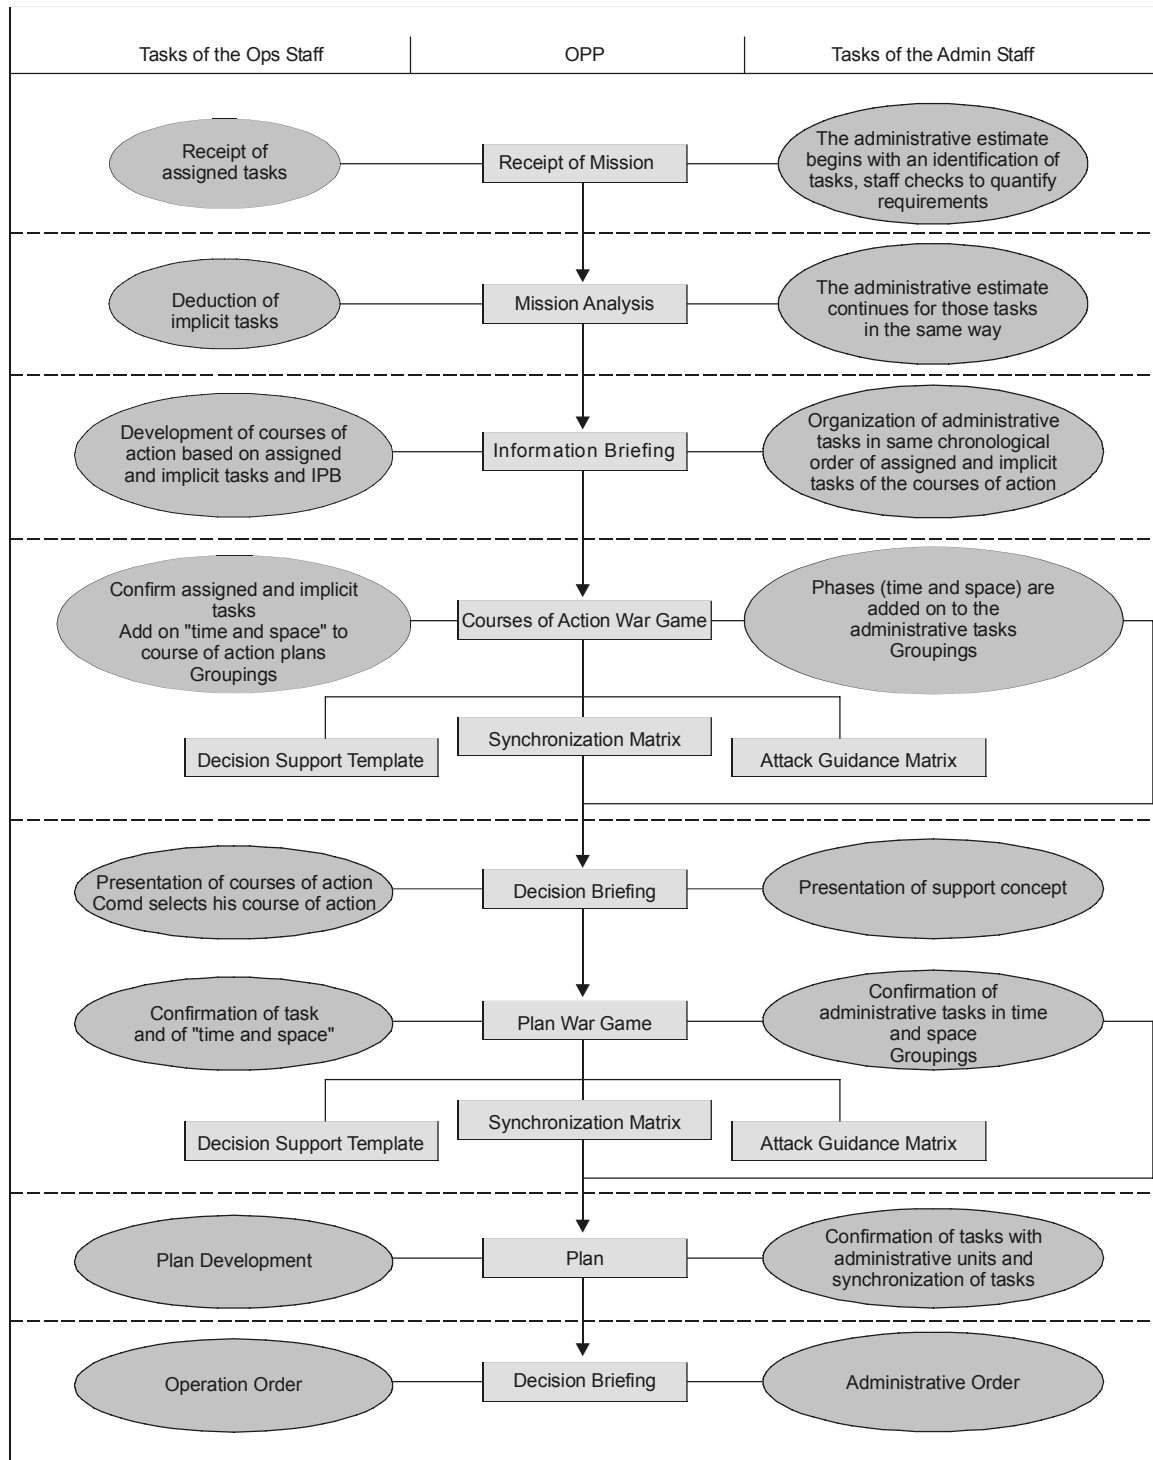 Tasks of the Ops Staff
OPP
Tasks of the Admin Staff
Receipt of
assigned tasks
Receipt of Mission
The administrative estimate
begins with an identification of
tasks, staff checks to quantify
requirements
Deduction of
implicit tasks
Mission Analysis
The administrative estimate
continues for those tasks
in the same way
Development of courses of
action based on assigned
and implicit tasks and IPB
Information Briefing
Organization of administrative
tasks in same chronological
order of assigned and implicit
tasks of the courses of action
Confirm assigned and implicit
tasks
Add on "time and space" to
course of action plans
Groupings
Courses of Action War Game
Phases (time and space) are
added on to the
administrative tasks
Groupings
Decision Support Template
Synchronization Matrix
Attack Guidance Matrix
Presentation of courses of action
Comd selects his course of action
Decision Briefing
Presentation of support concept
Confirmation of task
and of "time and space"
Plan War Game
Confirmation of
administrative tasks in time
and space
Groupings
Decision Support Template
Synchronization Matrix
Attack Guidance Matrix
Plan Development
Plan
Confirmation of tasks with
administrative units and
synchronization of tasks
Operation Order
Decision Briefing
Administrative Order